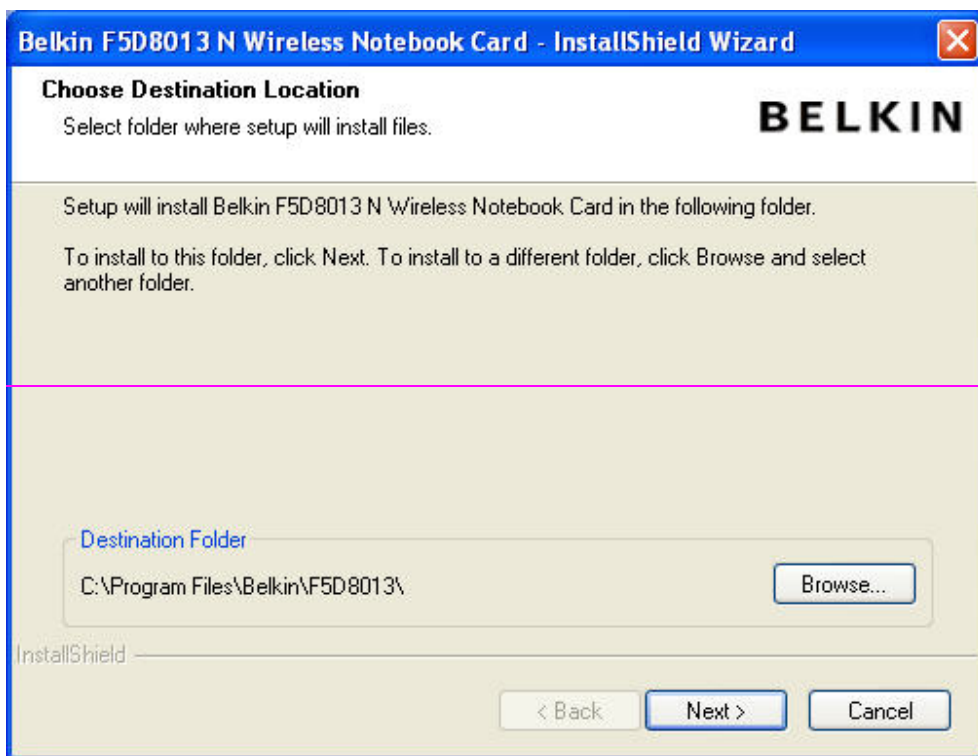 Belkin F5D8013 N Wireless Notebook Card - InstallShield Wizard
Choose Destination Location
Select folder where setup will install files.
BELKIN
Setup will install Belkin F5D8013 N Wireless Notebook Card in the following folder.
To install to this folder, click Next. To install to a different folder, click Browse and select
another folder.
Destination Folder
C:\Program Files\Belkin\F5D8013\
Browse...
InstallShield
< Back
Next >
Cancel